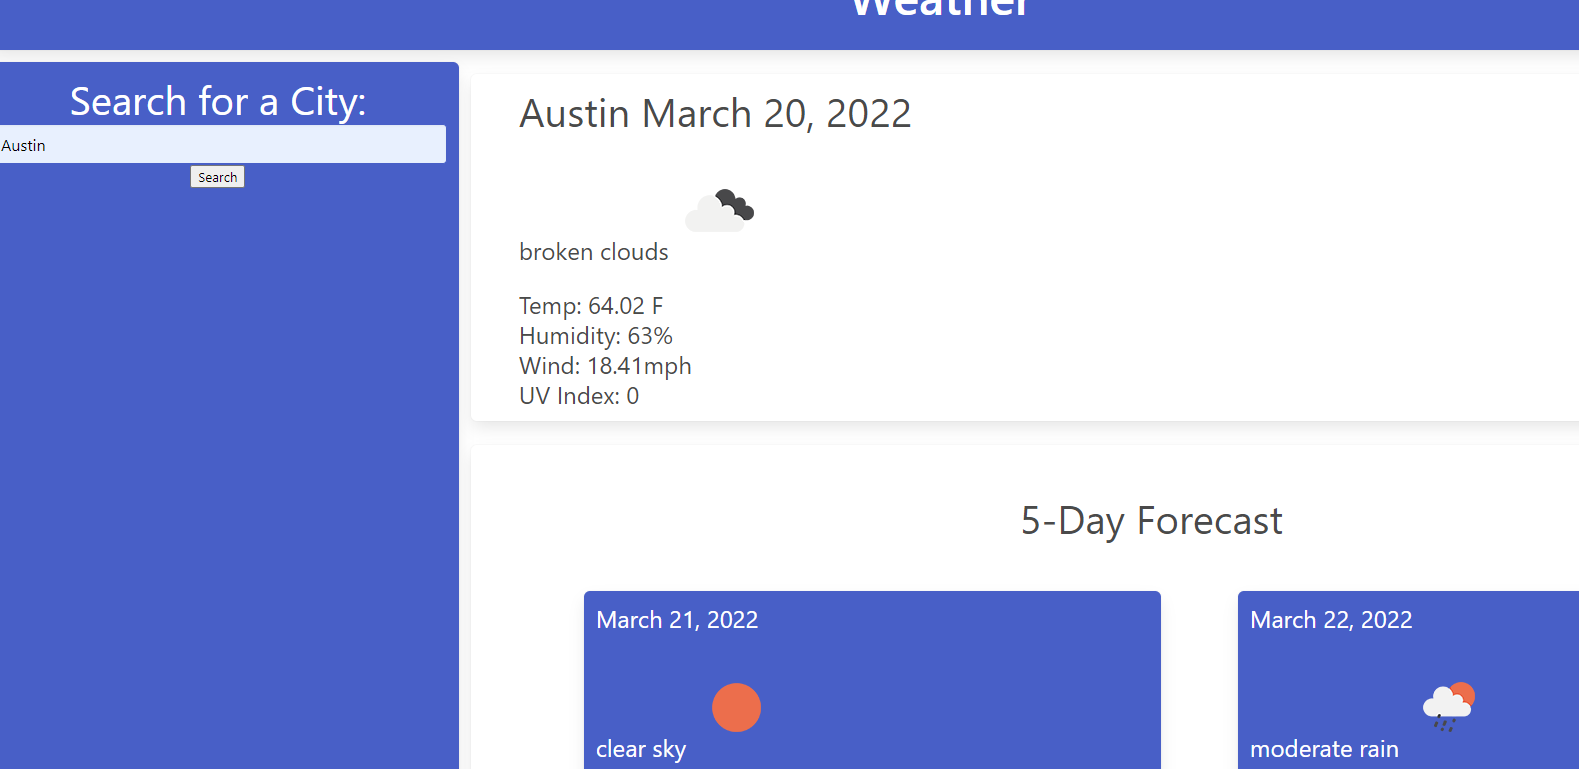 Weather
Search for a City:
Austin
Search
Austin March 20, 2022
broken clouds
Temp: 64.02 F
Humidity: 63%
Wind: 18.41mph
UV Index: 0
5-Day Forecast
March 21, 2022
clear sky
March 22, 2022
moderate rain